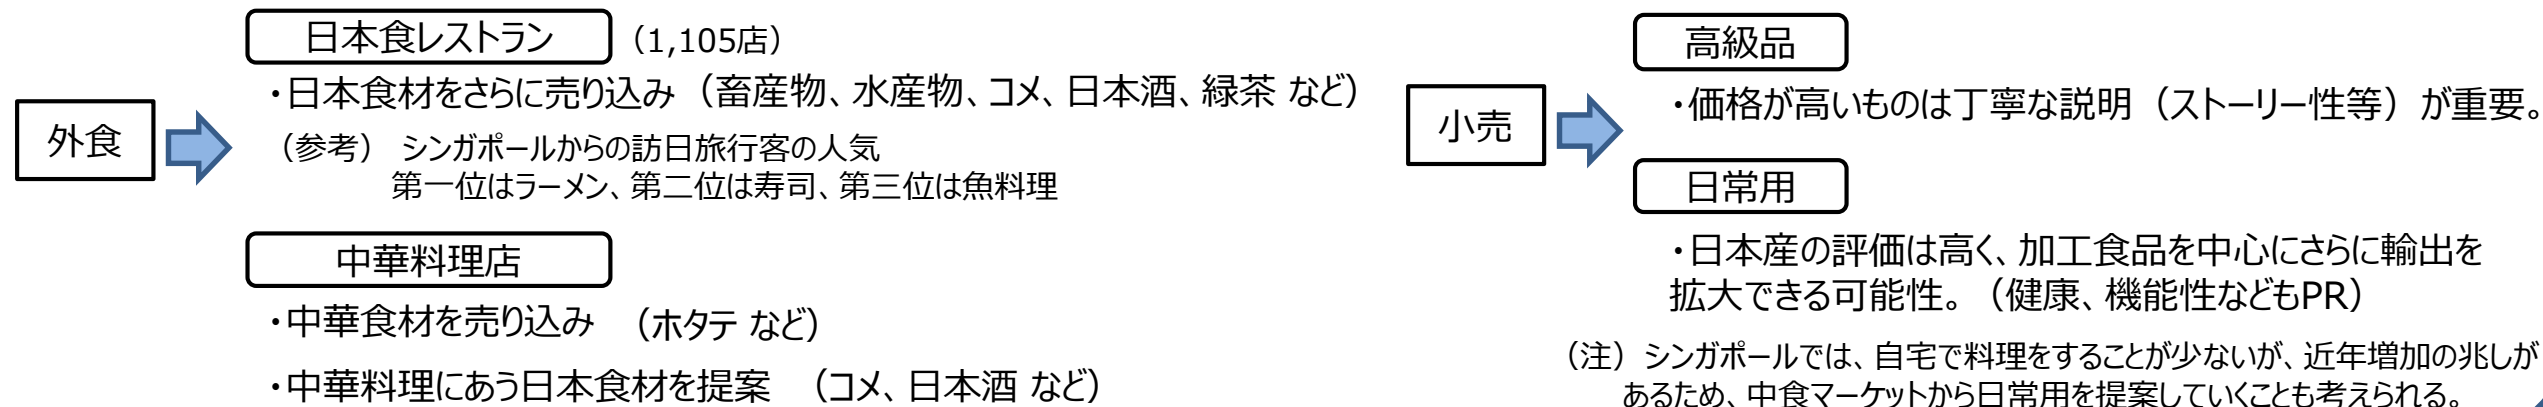 外食
日本食レストラン （1,105店）
・日本食材をさらに売り込み （畜産物、水産物、コメ、日本酒、緑茶 など）
（参考） シンガポールからの訪日旅行客の人気
第一位はラーメン、第二位は寿司、第三位は魚料理
中華料理店
・中華食材を売り込み （ホタテ など）
・中華料理にあう日本食材を提案 （コメ、日本酒 など）
小売
高級品
・価格が高いものは丁寧な説明（ストーリー性等）が重要。
日常用
・日本産の評価は高く、加工食品を中心にさらに輸出を
拡大できる可能性。（健康、機能性などもPR）
（注）シンガポールでは、自宅で料理をすることが少ないが、近年増加の兆しが
あるため、中食マーケットから日常用を提案していくことも考えられる。